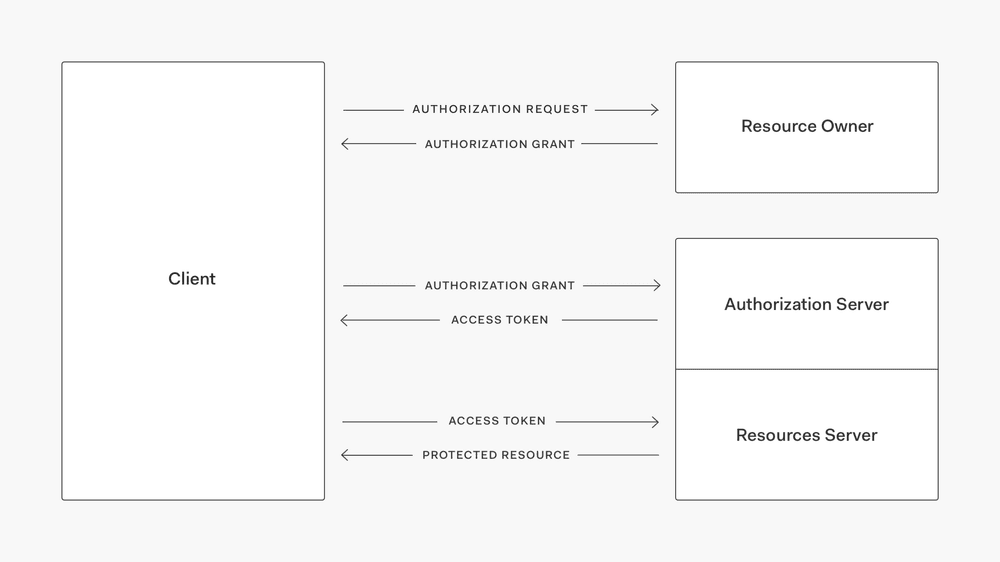 AUTHORIZATION REQUEST
Resource Owner
AUTHORIZATION GRANT
Client
AUTHORIZATION GRANT
Authorization Server
ACCESS TOKEN
ACCESS TOKEN
Resources Server
PROTECTED RESOURCE